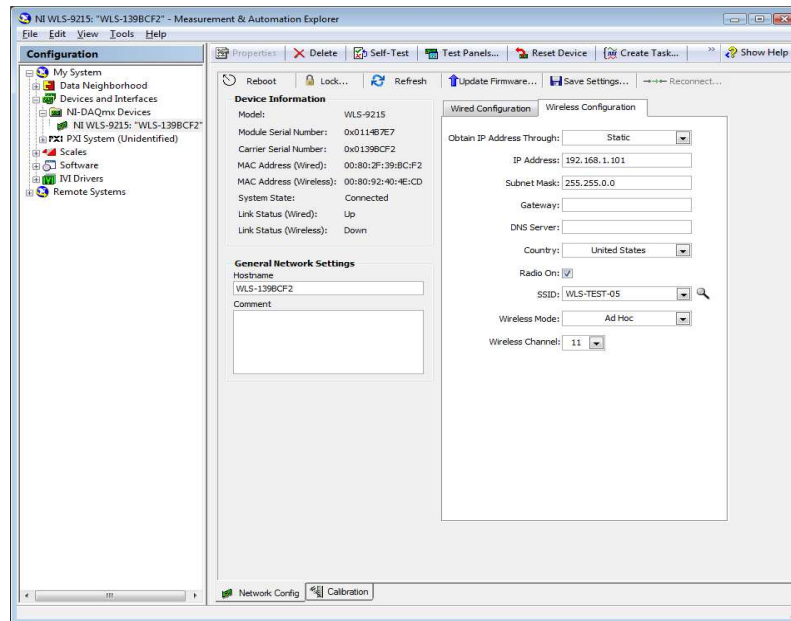 NI WLS-9215: "WLS-139BCF2" - Measurement & Automation Explorer
File Edit View Tools Help
Configuration
Properties Delete Self-Test Test Panels... Reset Device Create Task... » Show Help
My System
Data Neighborhood
Devices and Interfaces
NI-DAQmx Devices
NI WLS-9215: "WLS-139BCF2"
PXI PXI System (Unidentified)
Scales
Software
IVI Drivers
Remote Systems
Reboot Lock... Refresh Update Firmware... Save Settings... Reconnect...
Device Information
Model: WLS-9215
Module Serial Number: 0x0114B7E7
Carrier Serial Number: 0x0139BCF2
MAC Address (Wired): 00:80:2F:39:BC:F2
MAC Address (Wireless): 00:80:92:40:4E:CD
System State: Connected
Link Status (Wired): Up
Link Status (Wireless): Down
General Network Settings
Hostname
WLS-139BCF2
Comment
Wired Configuration Wireless Configuration
Obtain IP Address Through: Static
IP Address: 192.168.1.101
Subnet Mask: 255.255.0.0
Gateway:
DNS Server:
Country: United States
Radio On:
SSID: WLS-TEST-05
Wireless Mode: Ad Hoc
Wireless Channel: 11
Network Config Calibration